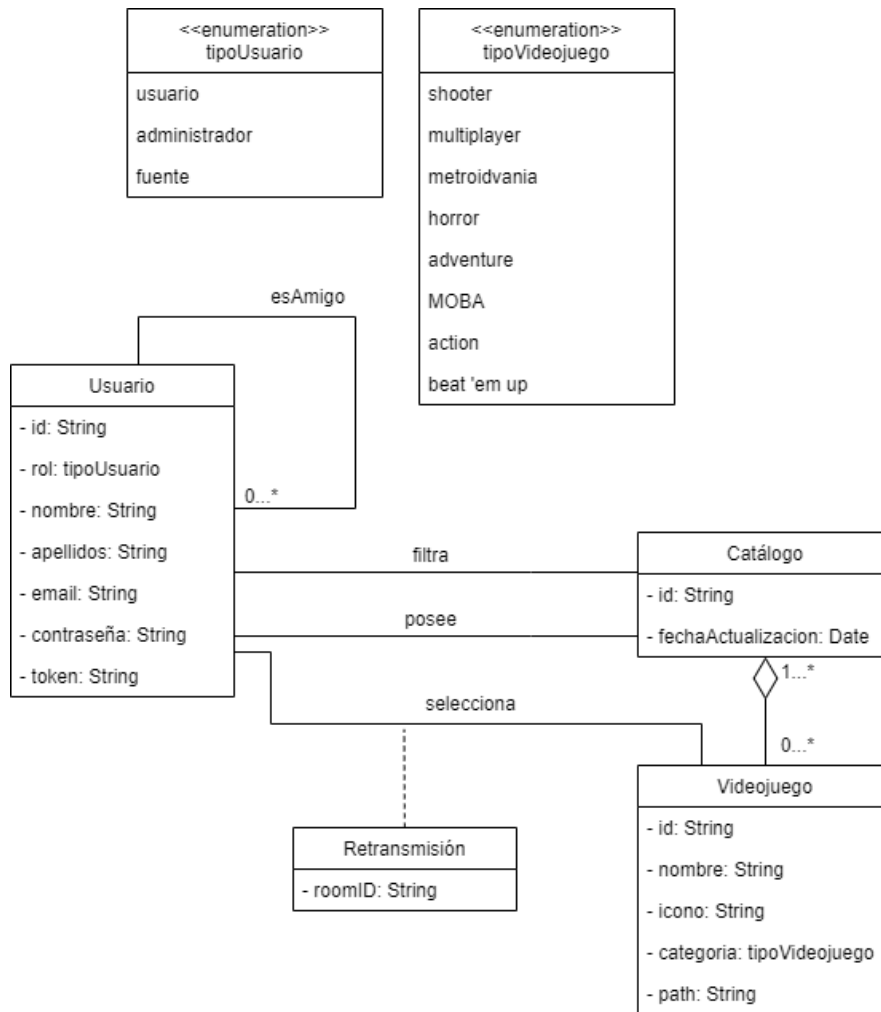 <<enumeration>>
tipoUsuario
usuario
administrador
fuente
<<enumeration>>
tipoVideojuego
shooter
multiplayer
metroidvania
horror
adventure
MOBA
action
beat 'em up
esAmigo
0...*
Usuario
- id: String
- rol: tipoUsuario
- nombre: String
- apellidos: String
- email: String
- contraseña: String
- token: String
filtra
posee
selecciona
Catálogo
- id: String
- fechaActualizacion: Date
1...*
0...*
Retransmisión
- roomID: String
Videojuego
- id: String
- nombre: String
- icono: String
- categoria: tipoVideojuego
- path: String